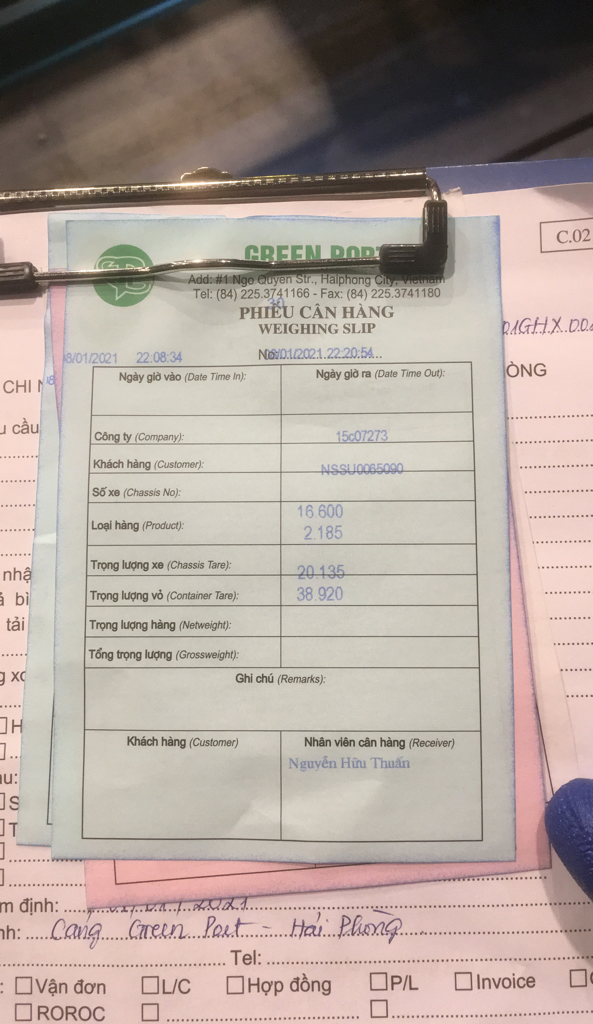 GREEN PORT
Add: #1 Ngo Quyen Str., Haiphong City, Vietnam
Tel: (84) 225.3741166 - Fax: (84) 225.3741180
PHIẾU CÂN HÀNG
WEIGHING SLIP
C.02
8/01/2021 22:08:34
No: 01/2021 22:20:54
Ngày giờ vào (Date Time In):
Ngày giờ ra (Date Time Out):
ÒNG
CHI
Công ty (Company):
15c07273
Khách hàng (Customer):
NSSU0065090
Số xe (Chassis No):
16.600
Loại hàng (Product):
2.185
Trọng lượng xe (Chassis Tare):
20.135
Trọng lượng vỏ (Container Tare):
38.920
Trọng lượng hàng (Netweight):
Tổng trọng lượng (Grossweight):
Ghi chú (Remarks):
Khách hàng (Customer)
Nhân viên cân hàng (Receiver)
Nguyễn Hữu Thuấn
m định: 2021
nh: Cảng Green Port - Hải Phòng
Tel:
Vận đơn
L/C
Hợp đồng
P/L
Invoice
ROROC